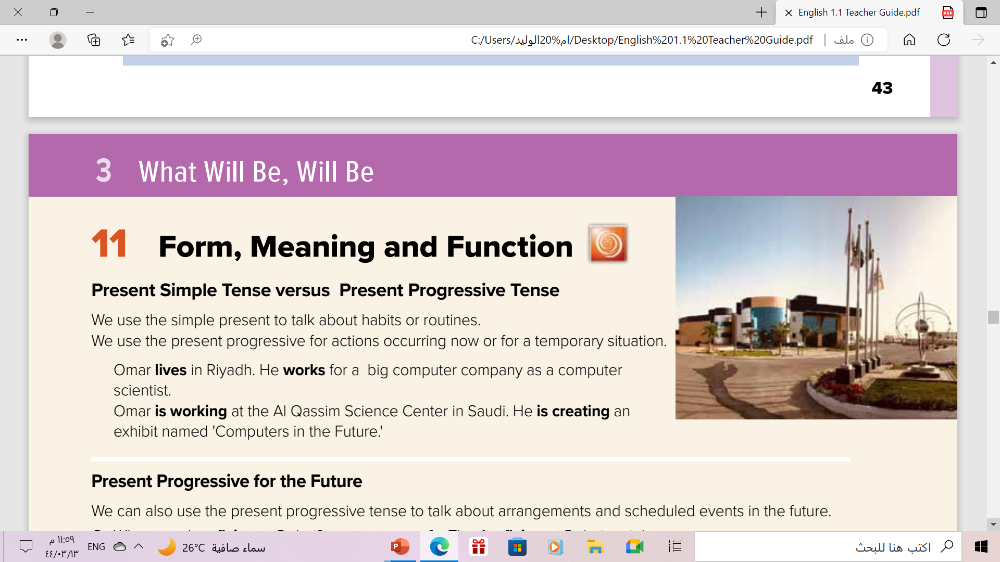 English 1.1 Teacher Guide.pdf
C:/Users/ام%20الوليد/Desktop/English%201.1%20Teacher%20Guide.pdf
ملف
43
3 What Will Be, Will Be
11 Form, Meaning and Function
Present Simple Tense versus Present Progressive Tense
We use the simple present to talk about habits or routines.
We use the present progressive for actions occurring now or for a temporary situation.
Omar lives in Riyadh. He works for a big computer company as a computer
scientist.
Omar is working at the Al Qassim Science Center in Saudi. He is creating an
exhibit named 'Computers in the Future.'
Present Progressive for the Future
We can also use the present progressive tense to talk about arrangements and scheduled events in the future.
١١:٥٩ م
٤٤/٠٣/١٣
ENG
26°C سماء صافية
اكتب هنا للبحث